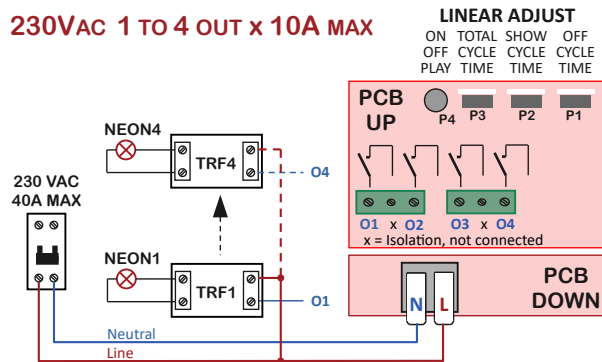 230VAC 1 TO 4 OUT x 10A MAX
LINEAR ADJUST
ON OFF PLAY
TOTAL CYCLE TIME
SHOW CYCLE TIME
OFF CYCLE TIME
PCB UP
P4 P3 P2 P1
NEON4
TRF4
O4
230 VAC
40A MAX
O1 x O2 O3 x O4
x = Isolation, not connected
NEON1
TRF1
O1
PCB DOWN
N L
Neutral
Line